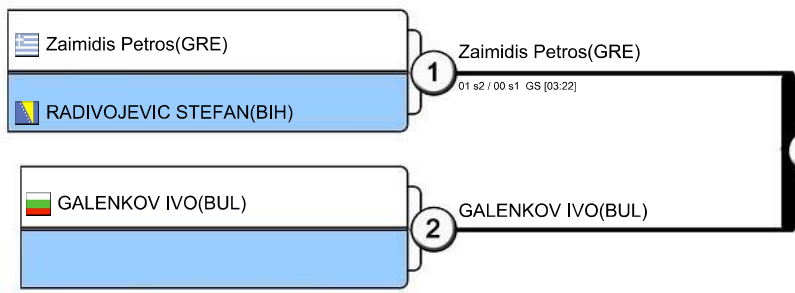 Zaimidis Petros(GRE)
RADIVOJEVIC STEFAN(BIH)
1
Zaimidis Petros(GRE)
01 s2 / 00 s1 GS [03:22]
GALENKOV IVO(BUL)
2
GALENKOV IVO(BUL)